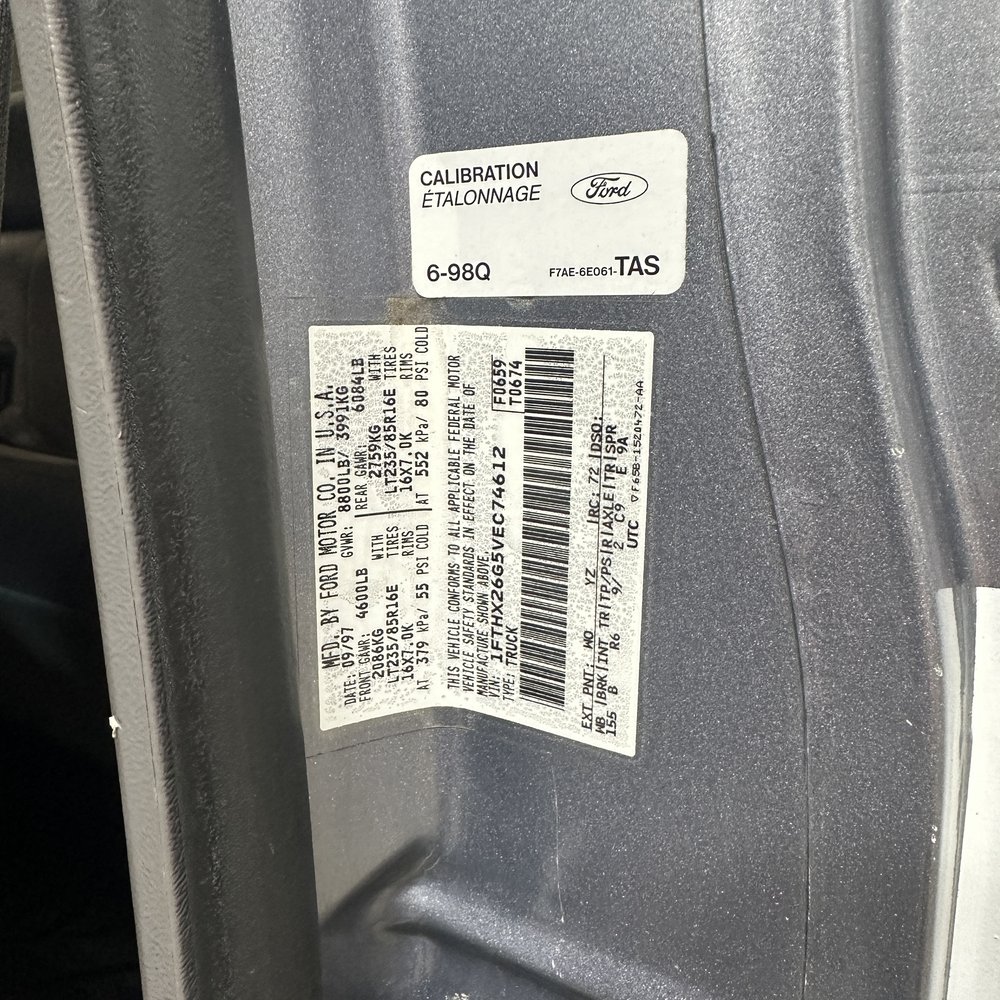 CALIBRATION
ÉTALONNAGE
Ford
6-98Q
F7AE-6E061-TAS
MFD. BY FORD MOTOR CO. IN U.S.A.
DATE: 09/97 GVWR: 8800LB/ 3991KG
FRONT GAWR: 4600LB
2086KG WITH
LT235/85R16E TIRES
16X7.0K RIMS
AT 379 kPa/ 55 PSI COLD
REAR GAWR: 6084LB
2759KG WITH
LT235/85R16E TIRES
16X7.0K RIMS
AT 552 kPa/ 80 PSI COLD
THIS VEHICLE CONFORMS TO ALL APPLICABLE FEDERAL MOTOR
VEHICLE SAFETY STANDARDS IN EFFECT ON THE DATE OF
MANUFACTURE SHOWN ABOVE.
VIN: 1FTHX26G5VEC74612
TYPE: TRUCK
F0659
T0674
EXT PNT: WO YZ RC: 72 DSO:
WB BRK INT TR TP/PS R AXLE TR SPR
155 B R6 9/ 2 C9 E 9A
UTC
▽F65B-1520472-AA